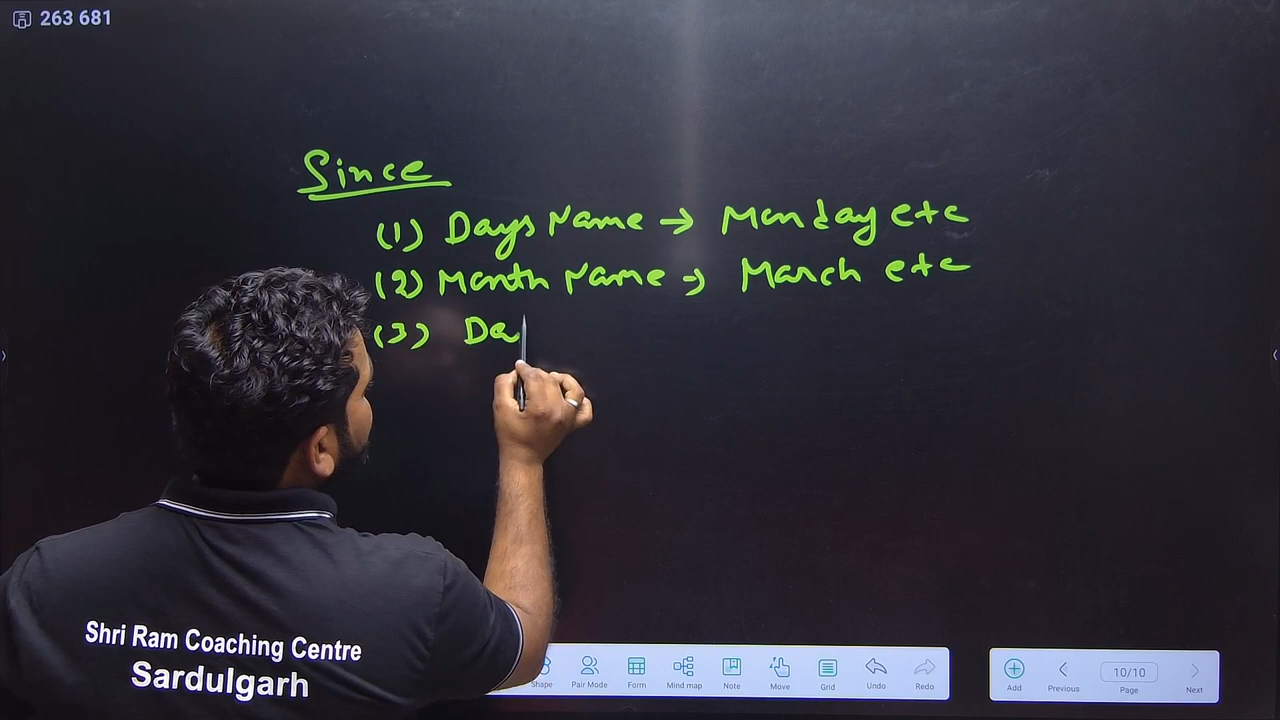 263 681
Since
(1) Days Name → Monday etc
(2) Month Name → March etc
(3) Da
Shri Ram Coaching Centre
Sardulgarh
Shape Pair Mode Form Mind map Note Move Grid Undo Redo
Add Previous 10/10 Page Next